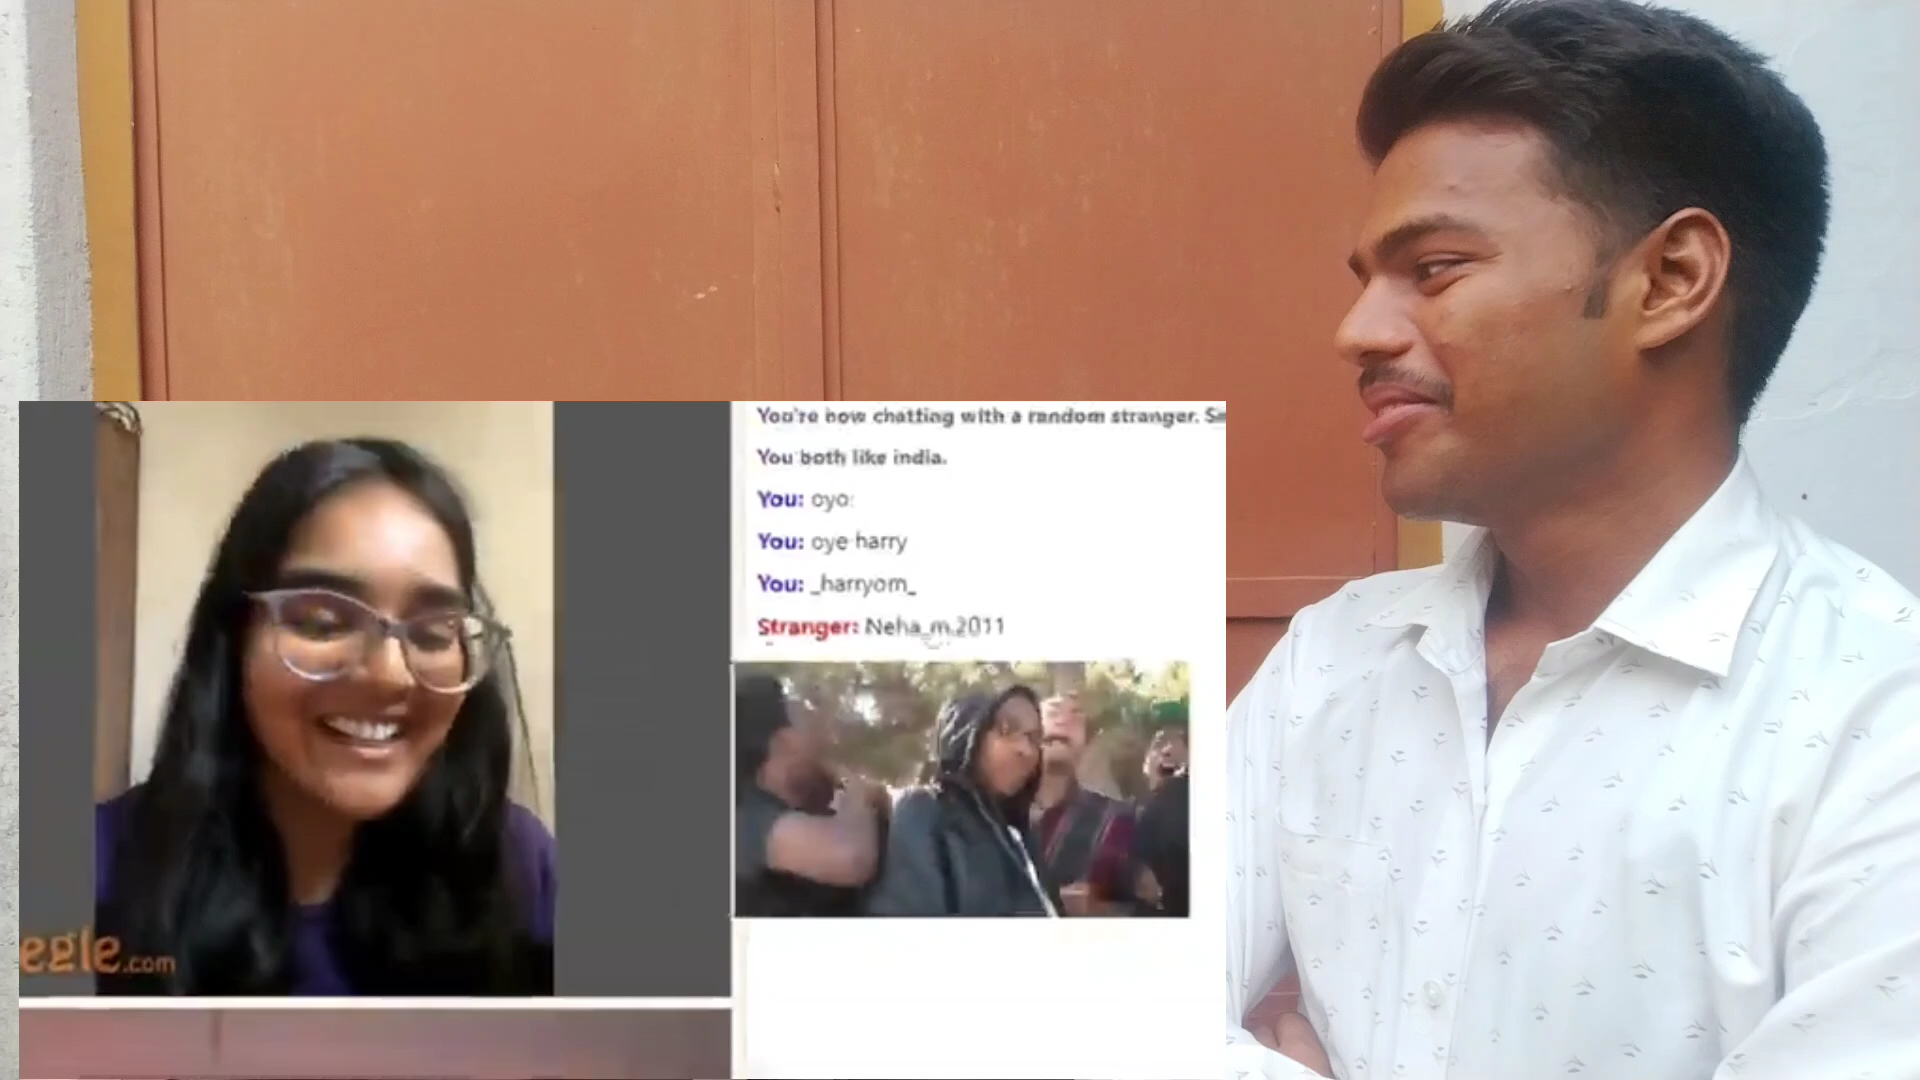 You're now chatting with a random stranger.
You both like india.
You: oyo
You: oye harry
You: _harryom_
Stranger: Neha_m.2011
egle.com